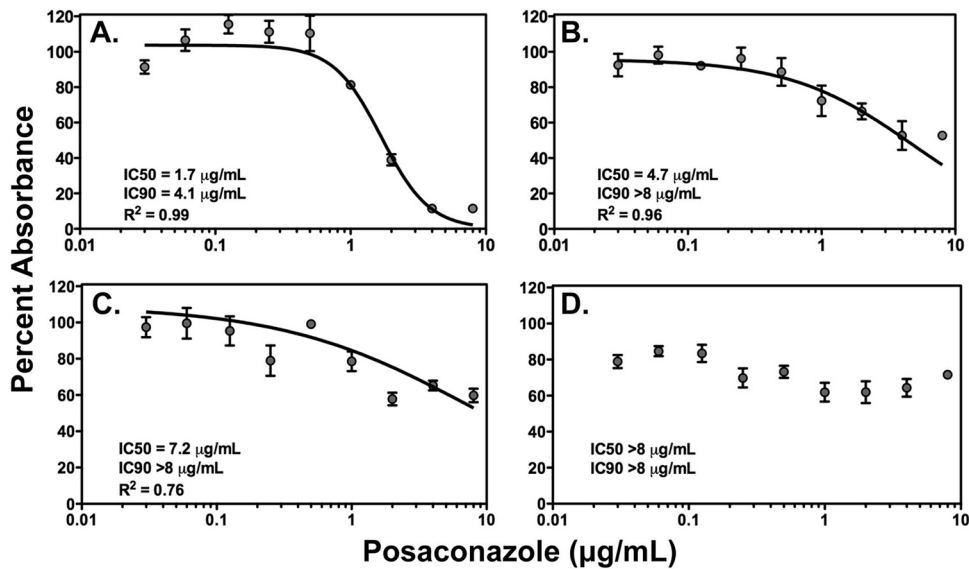 Percent Absorbance
A.
120
100
80
60
40
20
0
IC50 = 1.7 μg/mL
IC90 = 4.1 μg/mL
R² = 0.99
0.01 0.1 1 10
B.
120
100
80
60
40
20
0
IC50 = 4.7 μg/mL
IC90 >8 μg/mL
R² = 0.96
0.01 0.1 1 10
C.
120
100
80
60
40
20
0
IC50 = 7.2 μg/mL
IC90 >8 μg/mL
R² = 0.76
0.01 0.1 1 10
D.
120
100
80
60
40
20
0
IC50 >8 μg/mL
IC90 >8 μg/mL
0.01 0.1 1 10
Posaconazole (μg/mL)